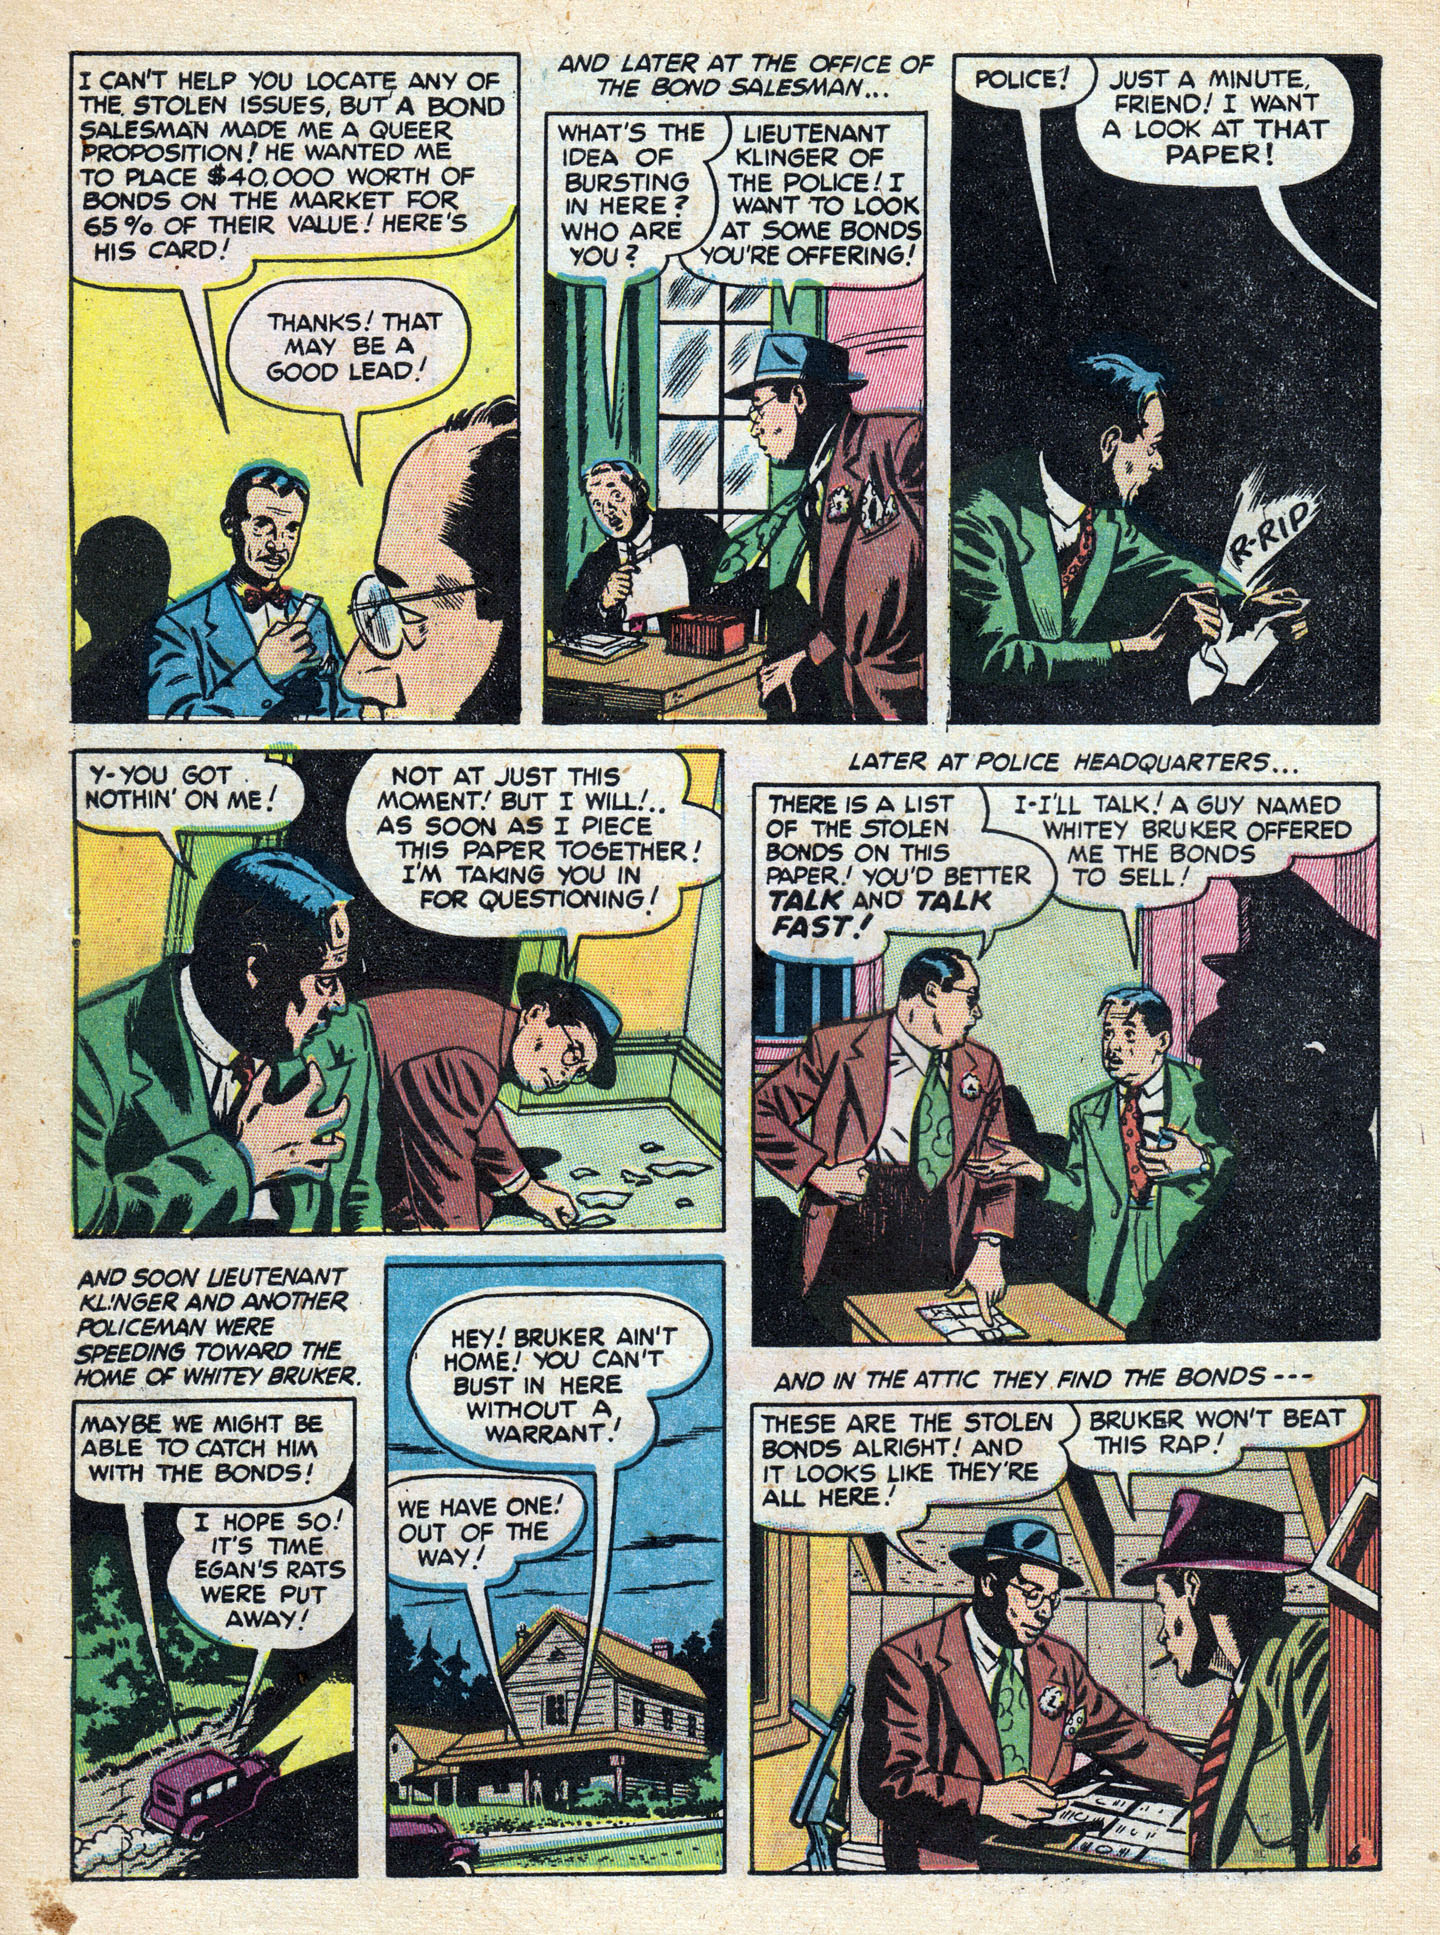 I CAN'T HELP YOU LOCATE ANY OF
THE STOLEN ISSUES, BUT A BOND
SALESMAN MADE ME A QUEER
PROPOSITION! HE WANTED ME
TO PLACE $40,000 WORTH OF
BONDS ON THE MARKET FOR
65% OF THEIR VALUE! HERE'S
HIS CARD!
THANKS! THAT
MAY BE A
GOOD LEAD!
AND LATER AT THE OFFICE OF
THE BOND SALESMAN...
WHAT'S THE
IDEA OF
BURSTING
IN HERE?
WHO ARE
YOU?
LIEUTENANT
KLINGER OF
THE POLICE! I
WANT TO LOOK
AT SOME BONDS
YOU'RE OFFERING!
POLICE!
JUST A MINUTE,
FRIEND! I WANT
A LOOK AT THAT
PAPER!
R-RIP
Y-YOU GOT
NOTHIN' ON ME!
NOT AT JUST THIS
MOMENT! BUT I WILL!..
AS SOON AS I PIECE
THIS PAPER TOGETHER!
I'M TAKING YOU IN
FOR QUESTIONING!
LATER AT POLICE HEADQUARTERS...
THERE IS A LIST
OF THE STOLEN
BONDS ON THIS
PAPER! YOU'D BETTER
TALK AND TALK
FAST!
I-I'LL TALK! A GUY NAMED
WHITEY BRUKER OFFERED
ME THE BONDS
TO SELL!
AND SOON LIEUTENANT
KLINGER AND ANOTHER
POLICEMAN WERE
SPEEDING TOWARD THE
HOME OF WHITEY BRUKER.
MAYBE WE MIGHT BE
ABLE TO CATCH HIM
WITH THE BONDS!
I HOPE SO!
IT'S TIME
EGAN'S RATS
WERE PUT
AWAY!
HEY! BRUKER AIN'T
HOME! YOU CAN'T
BUST IN HERE
WITHOUT A
WARRANT!
WE HAVE ONE!
OUT OF THE
WAY!
AND IN THE ATTIC THEY FIND THE BONDS---
THESE ARE THE STOLEN
BONDS ALRIGHT! AND
IT LOOKS LIKE THEY'RE
ALL HERE!
BRUKER WON'T BEAT
THIS RAP!
6